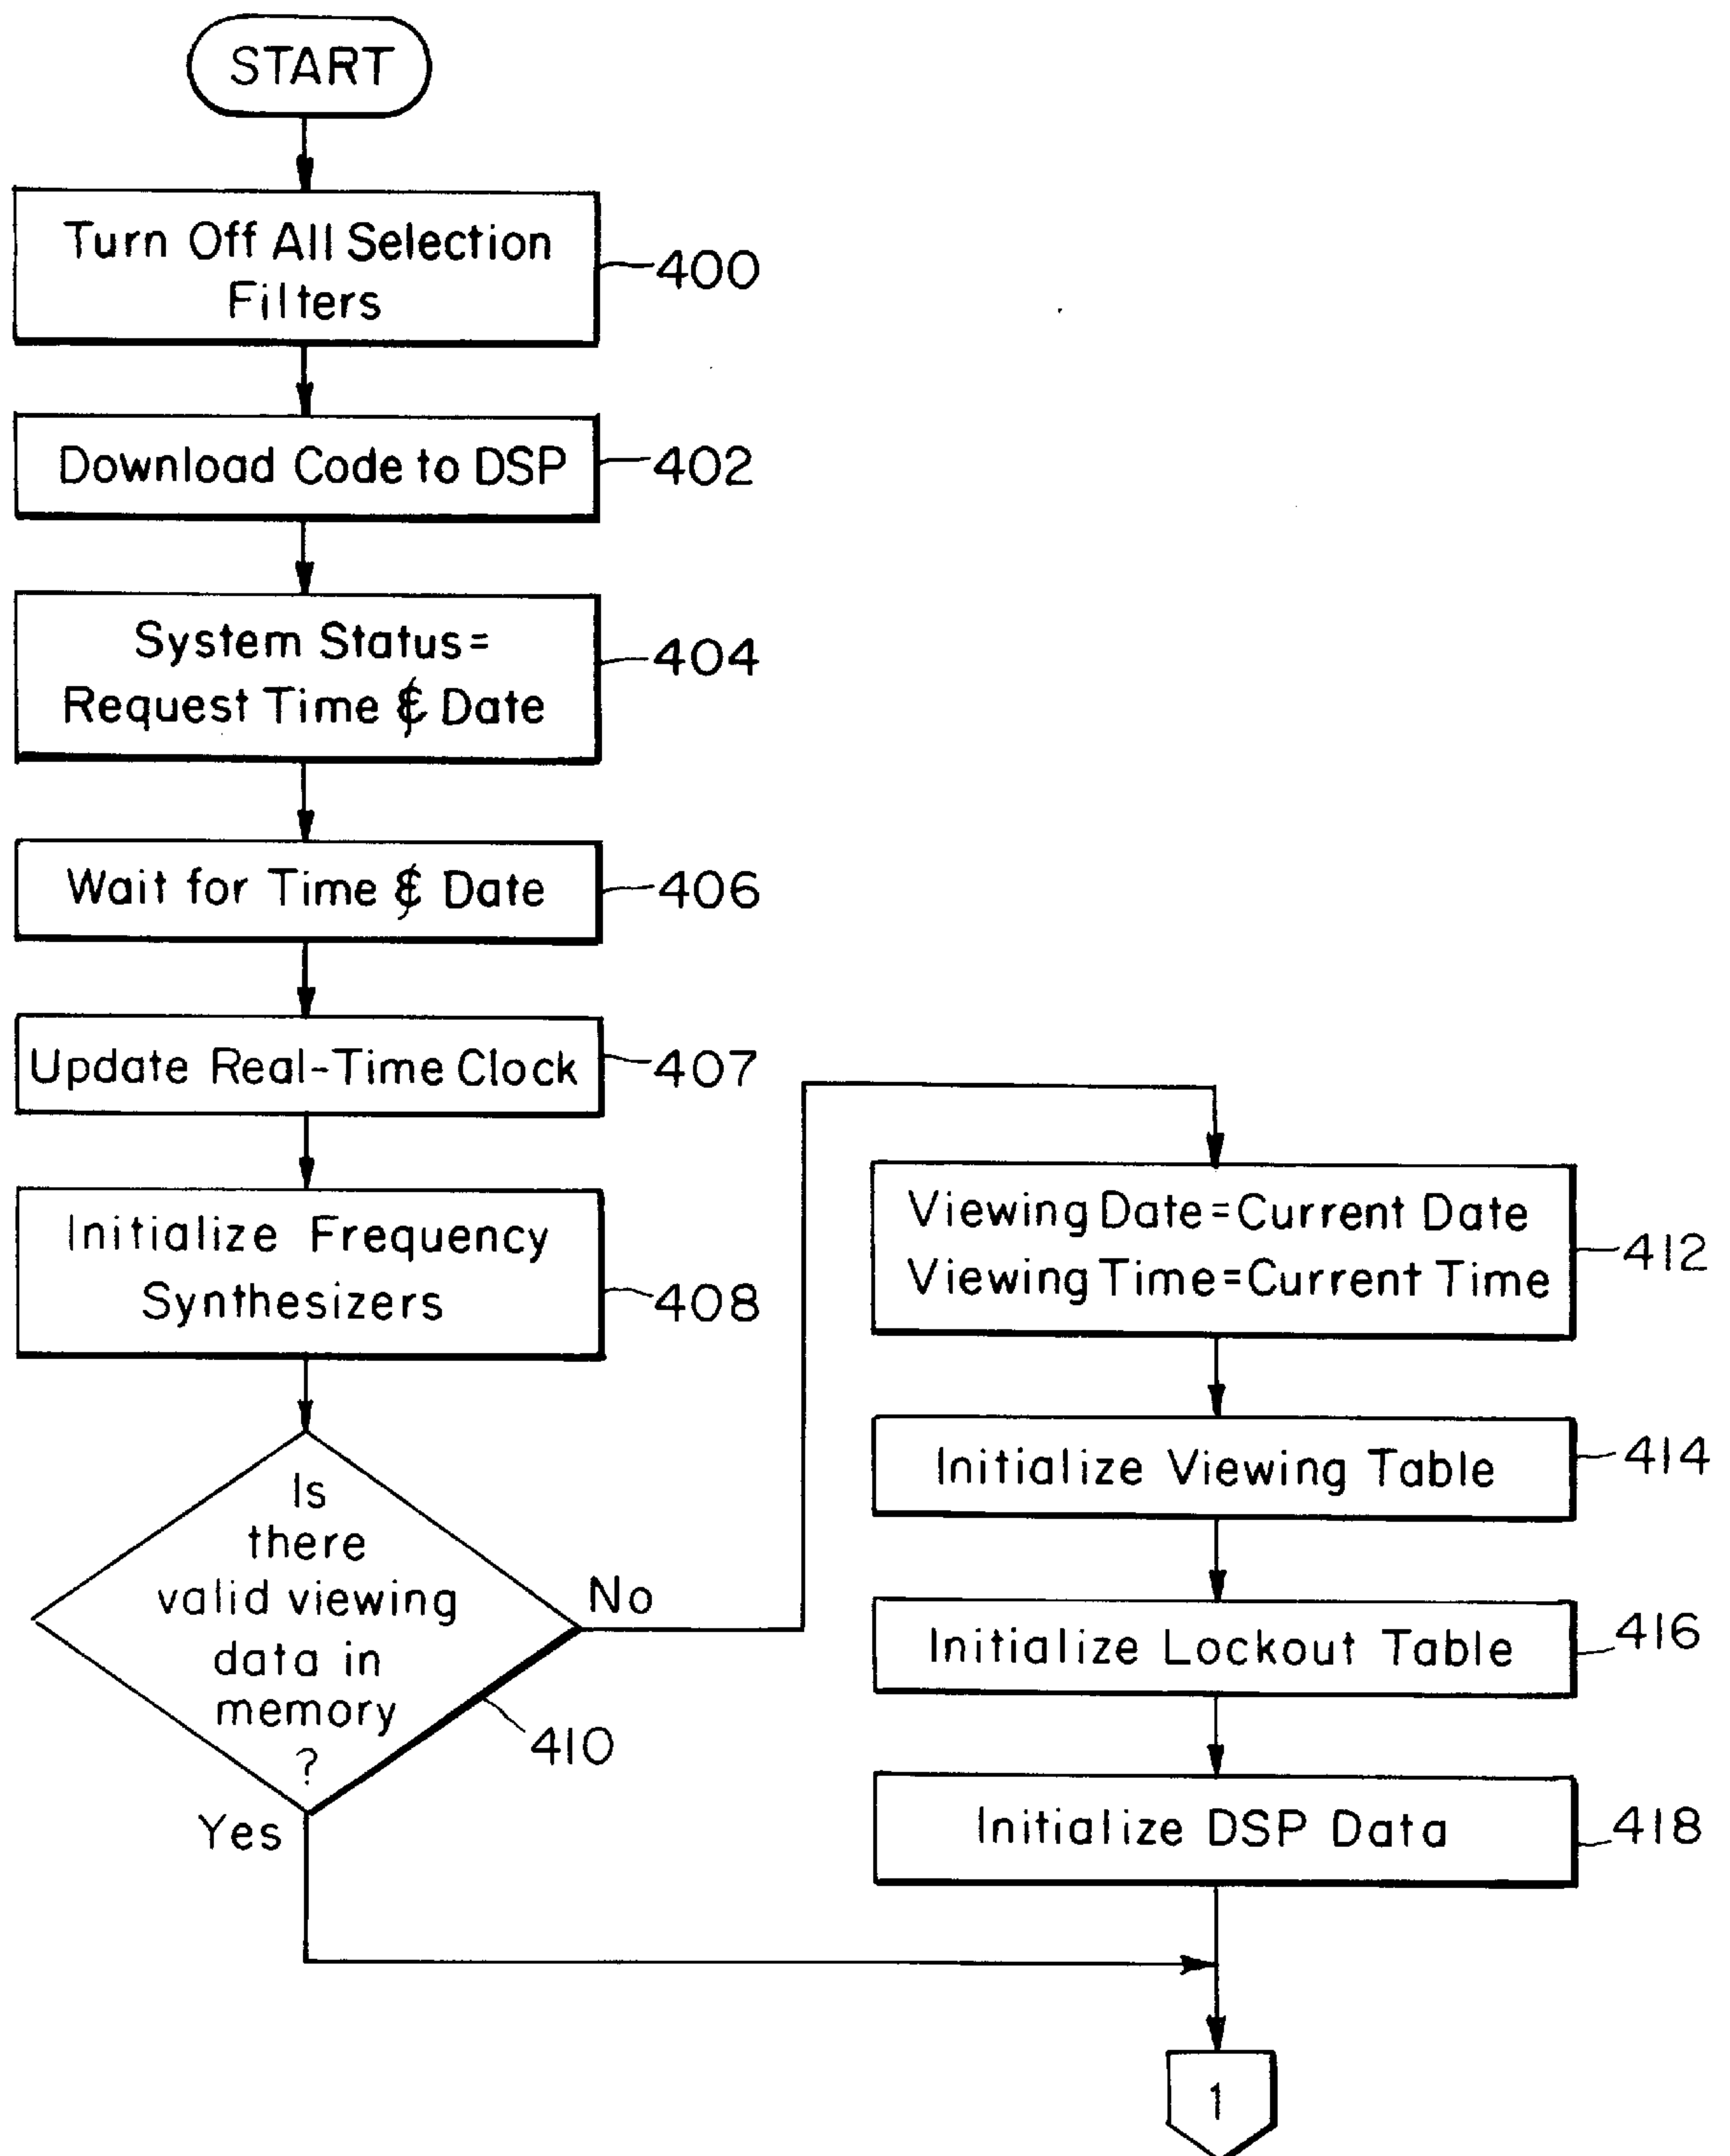 START
Turn Off All Selection
Filters
400
Download Code to DSP
402
System Status=
Request Time & Date
404
Wait for Time & Date
406
Update Real-Time Clock
407
Initialize Frequency
Synthesizers
408
Is
there
valid viewing
data in
memory
?
410
No
Yes
Viewing Date=Current Date
Viewing Time=Current Time
412
Initialize Viewing Table
414
Initialize Lockout Table
416
Initialize DSP Data
418
1